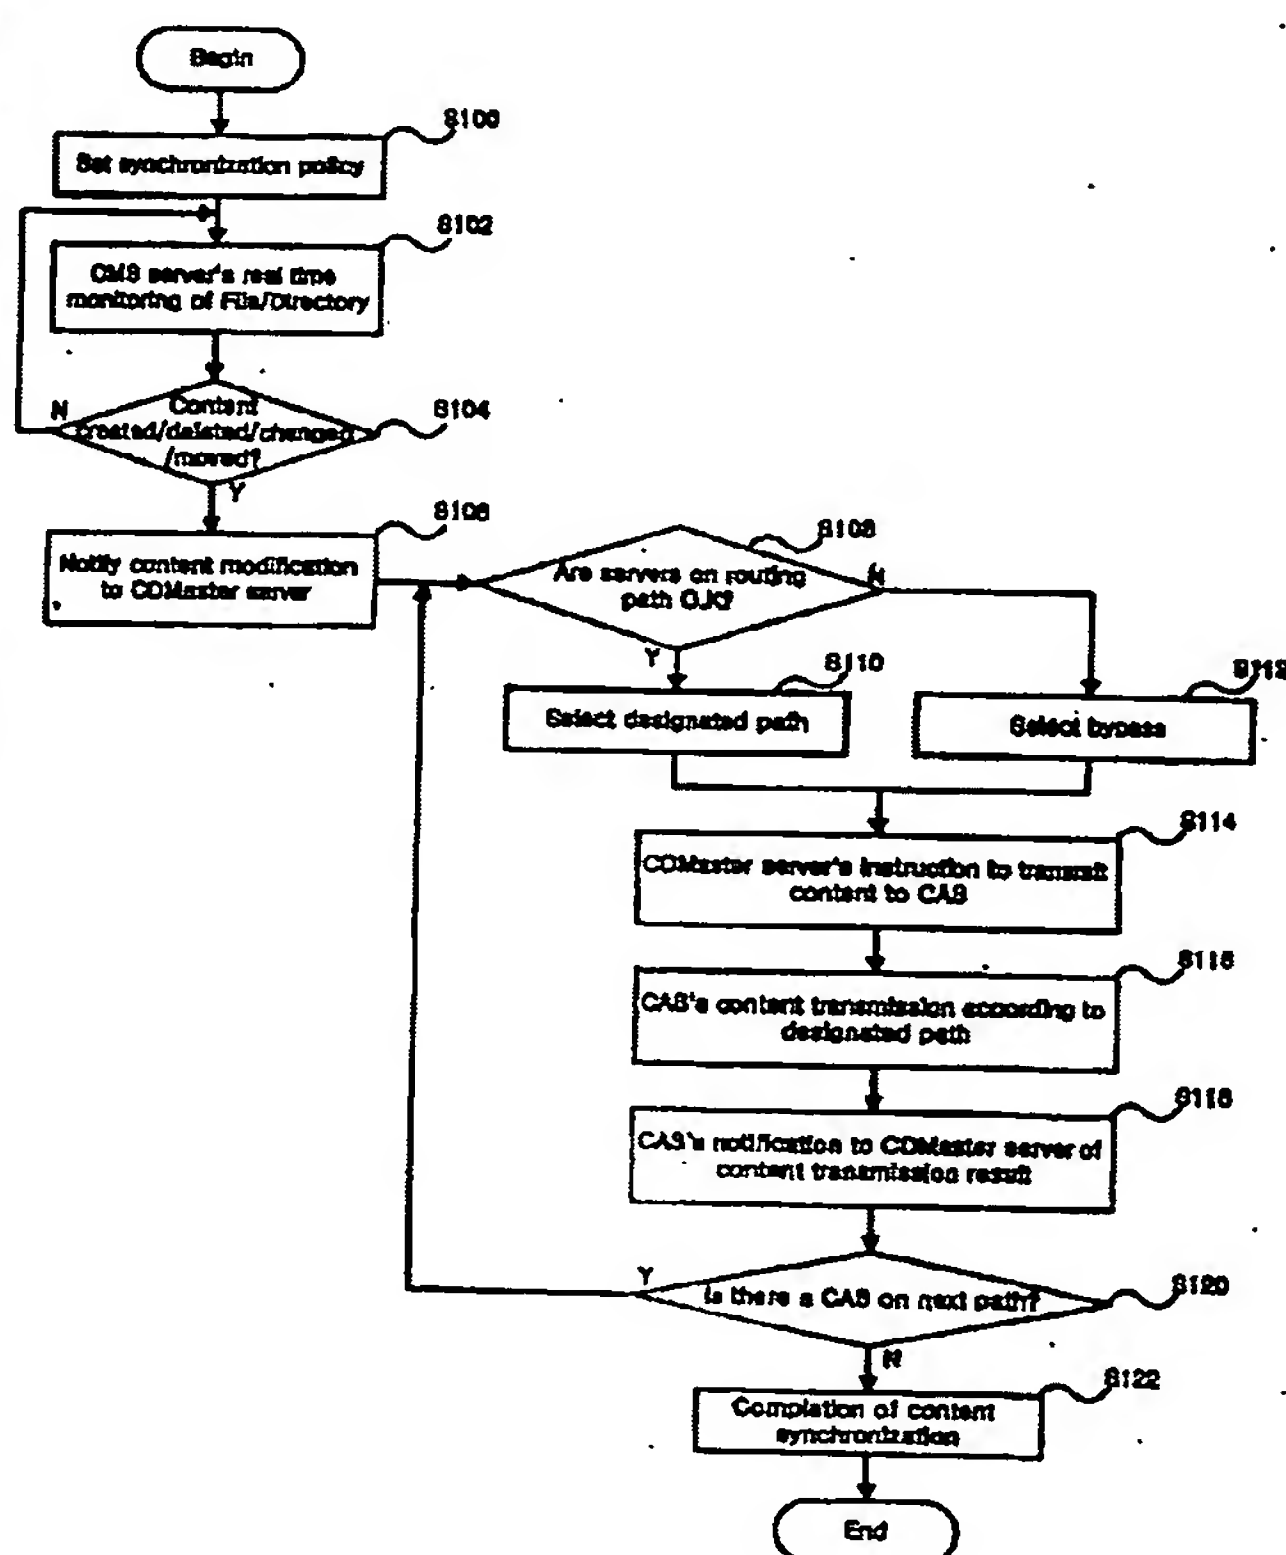 Begin
S100
Set synchronization policy
S102
CMS server's real time
monitoring of File/Directory
N
Content
created/deleted/changed
/moved?
S104
Y
S106
Notify content modification
to CDMaster server
S108
Are servers on routing
path O.K?
N
Y
S110
Select designated path
S112
Select bypass
S114
CDMaster server's instruction to transmit
content to CAS
S116
CAS's content transmission according to
designated path
S118
CAS's notification to CDMaster server of
content transmission result
Y
Is there a CAS on next path?
S120
N
S122
Completion of content
synchronization
End